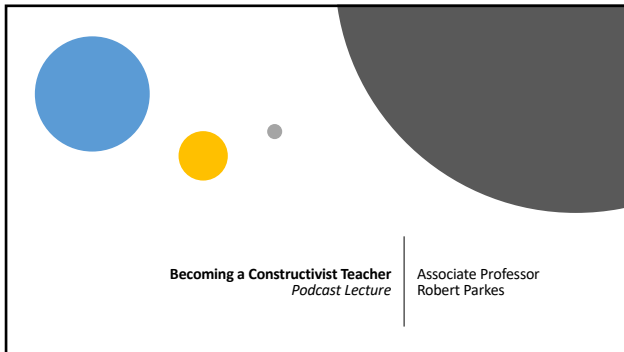 Becoming a Constructivist Teacher
Podcast Lecture
Associate Professor
Robert Parkes